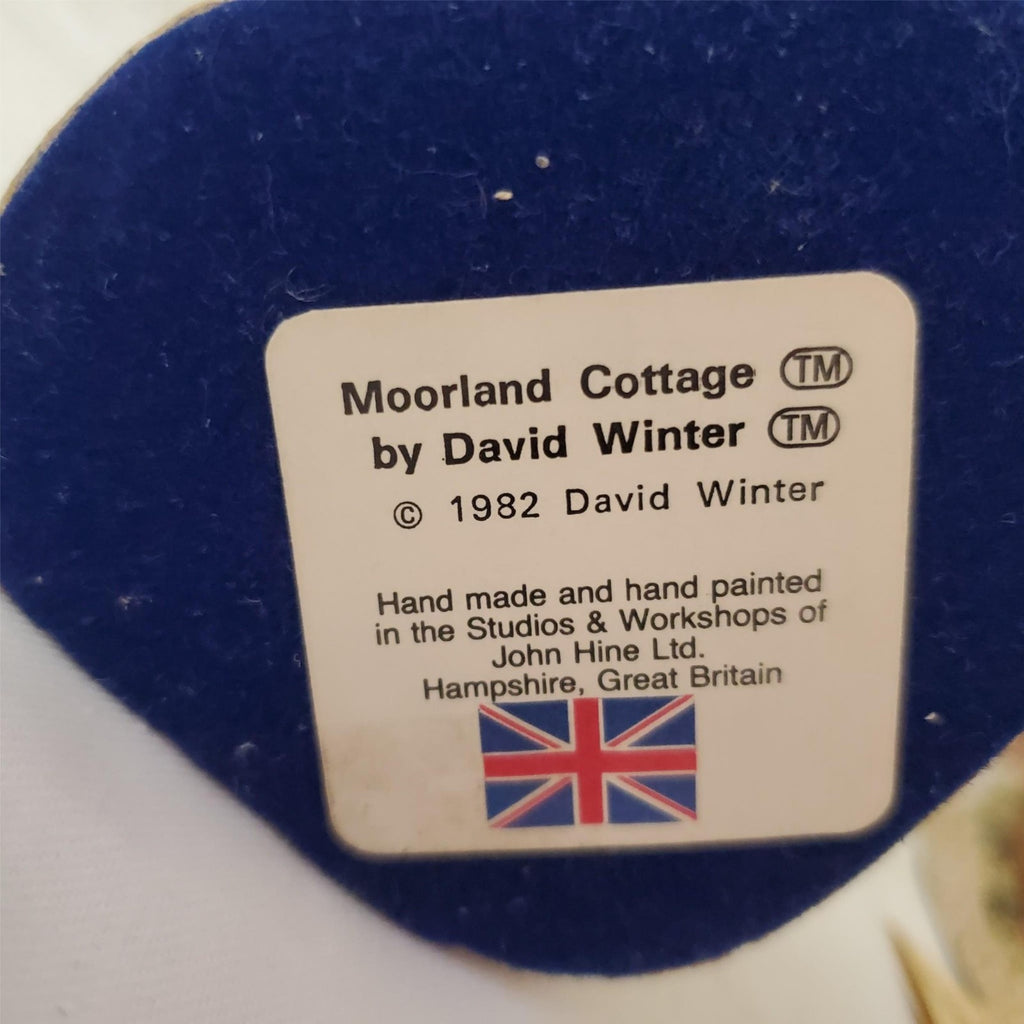 Moorland Cottage TM
by David Winter TM
© 1982 David Winter
Hand made and hand painted
in the Studios & Workshops of
John Hine Ltd.
Hampshire, Great Britain